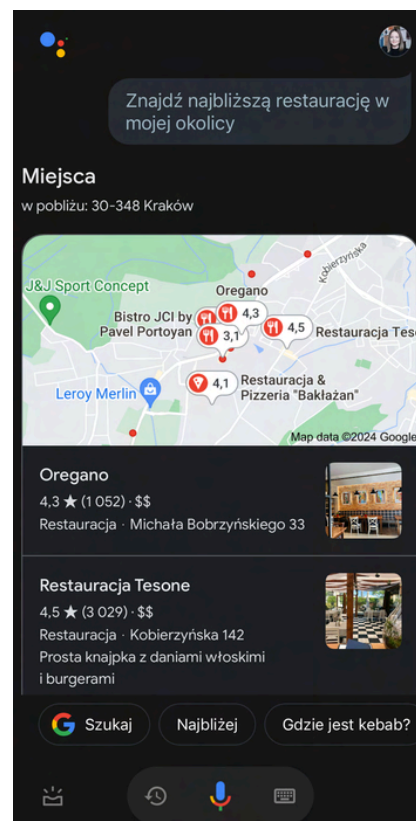 Znajdź najbliższą restaurację w
mojej okolicy
Miejsca
w pobliżu: 30-348 Kraków
Kobierzyńska
J&J Sport Concept
Oregano
Bistro JCI by
Pavel Portoyan
4,3
3,1
4,5
Restauracja Teso
Leroy Merlin
4,1
Restauracja &
Pizzeria "Bakłażan"
Map data ©2024 Google
Oregano
4,3 ★ (1 052) · $$
Restauracja · Michała Bobrzyńskiego 33
Restauracja Tesone
4,5 ★ (3 029) · $$
Restauracja · Kobierzyńska 142
Prosta knajpka z daniami włoskimi
i burgerami
G Szukaj
Najbliżej
Gdzie jest kebab?